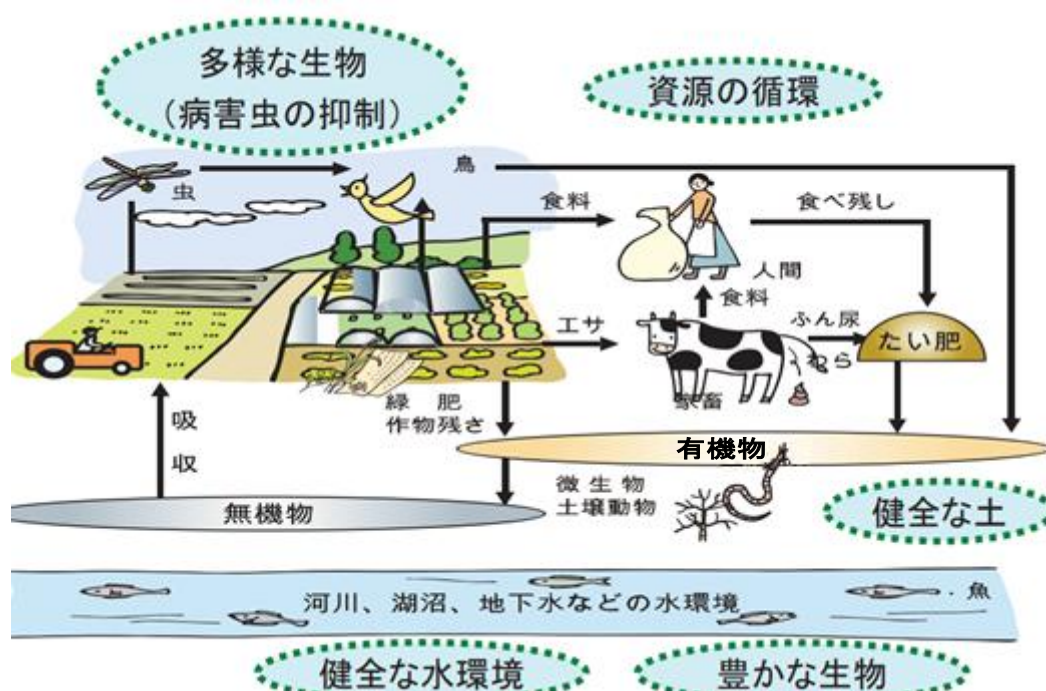 多様な生物
（病害虫の抑制）
資源の循環
虫
鳥
食料
食べ残し
人間
食料
エサ
ふん尿
わら
たい肥
家畜
緑　肥
作物残さ
吸
収
有機物
微 生 物
土壌動物
無機物
健全な土
河川、湖沼、地下水などの水環境
・魚
健全な水環境
豊かな生物